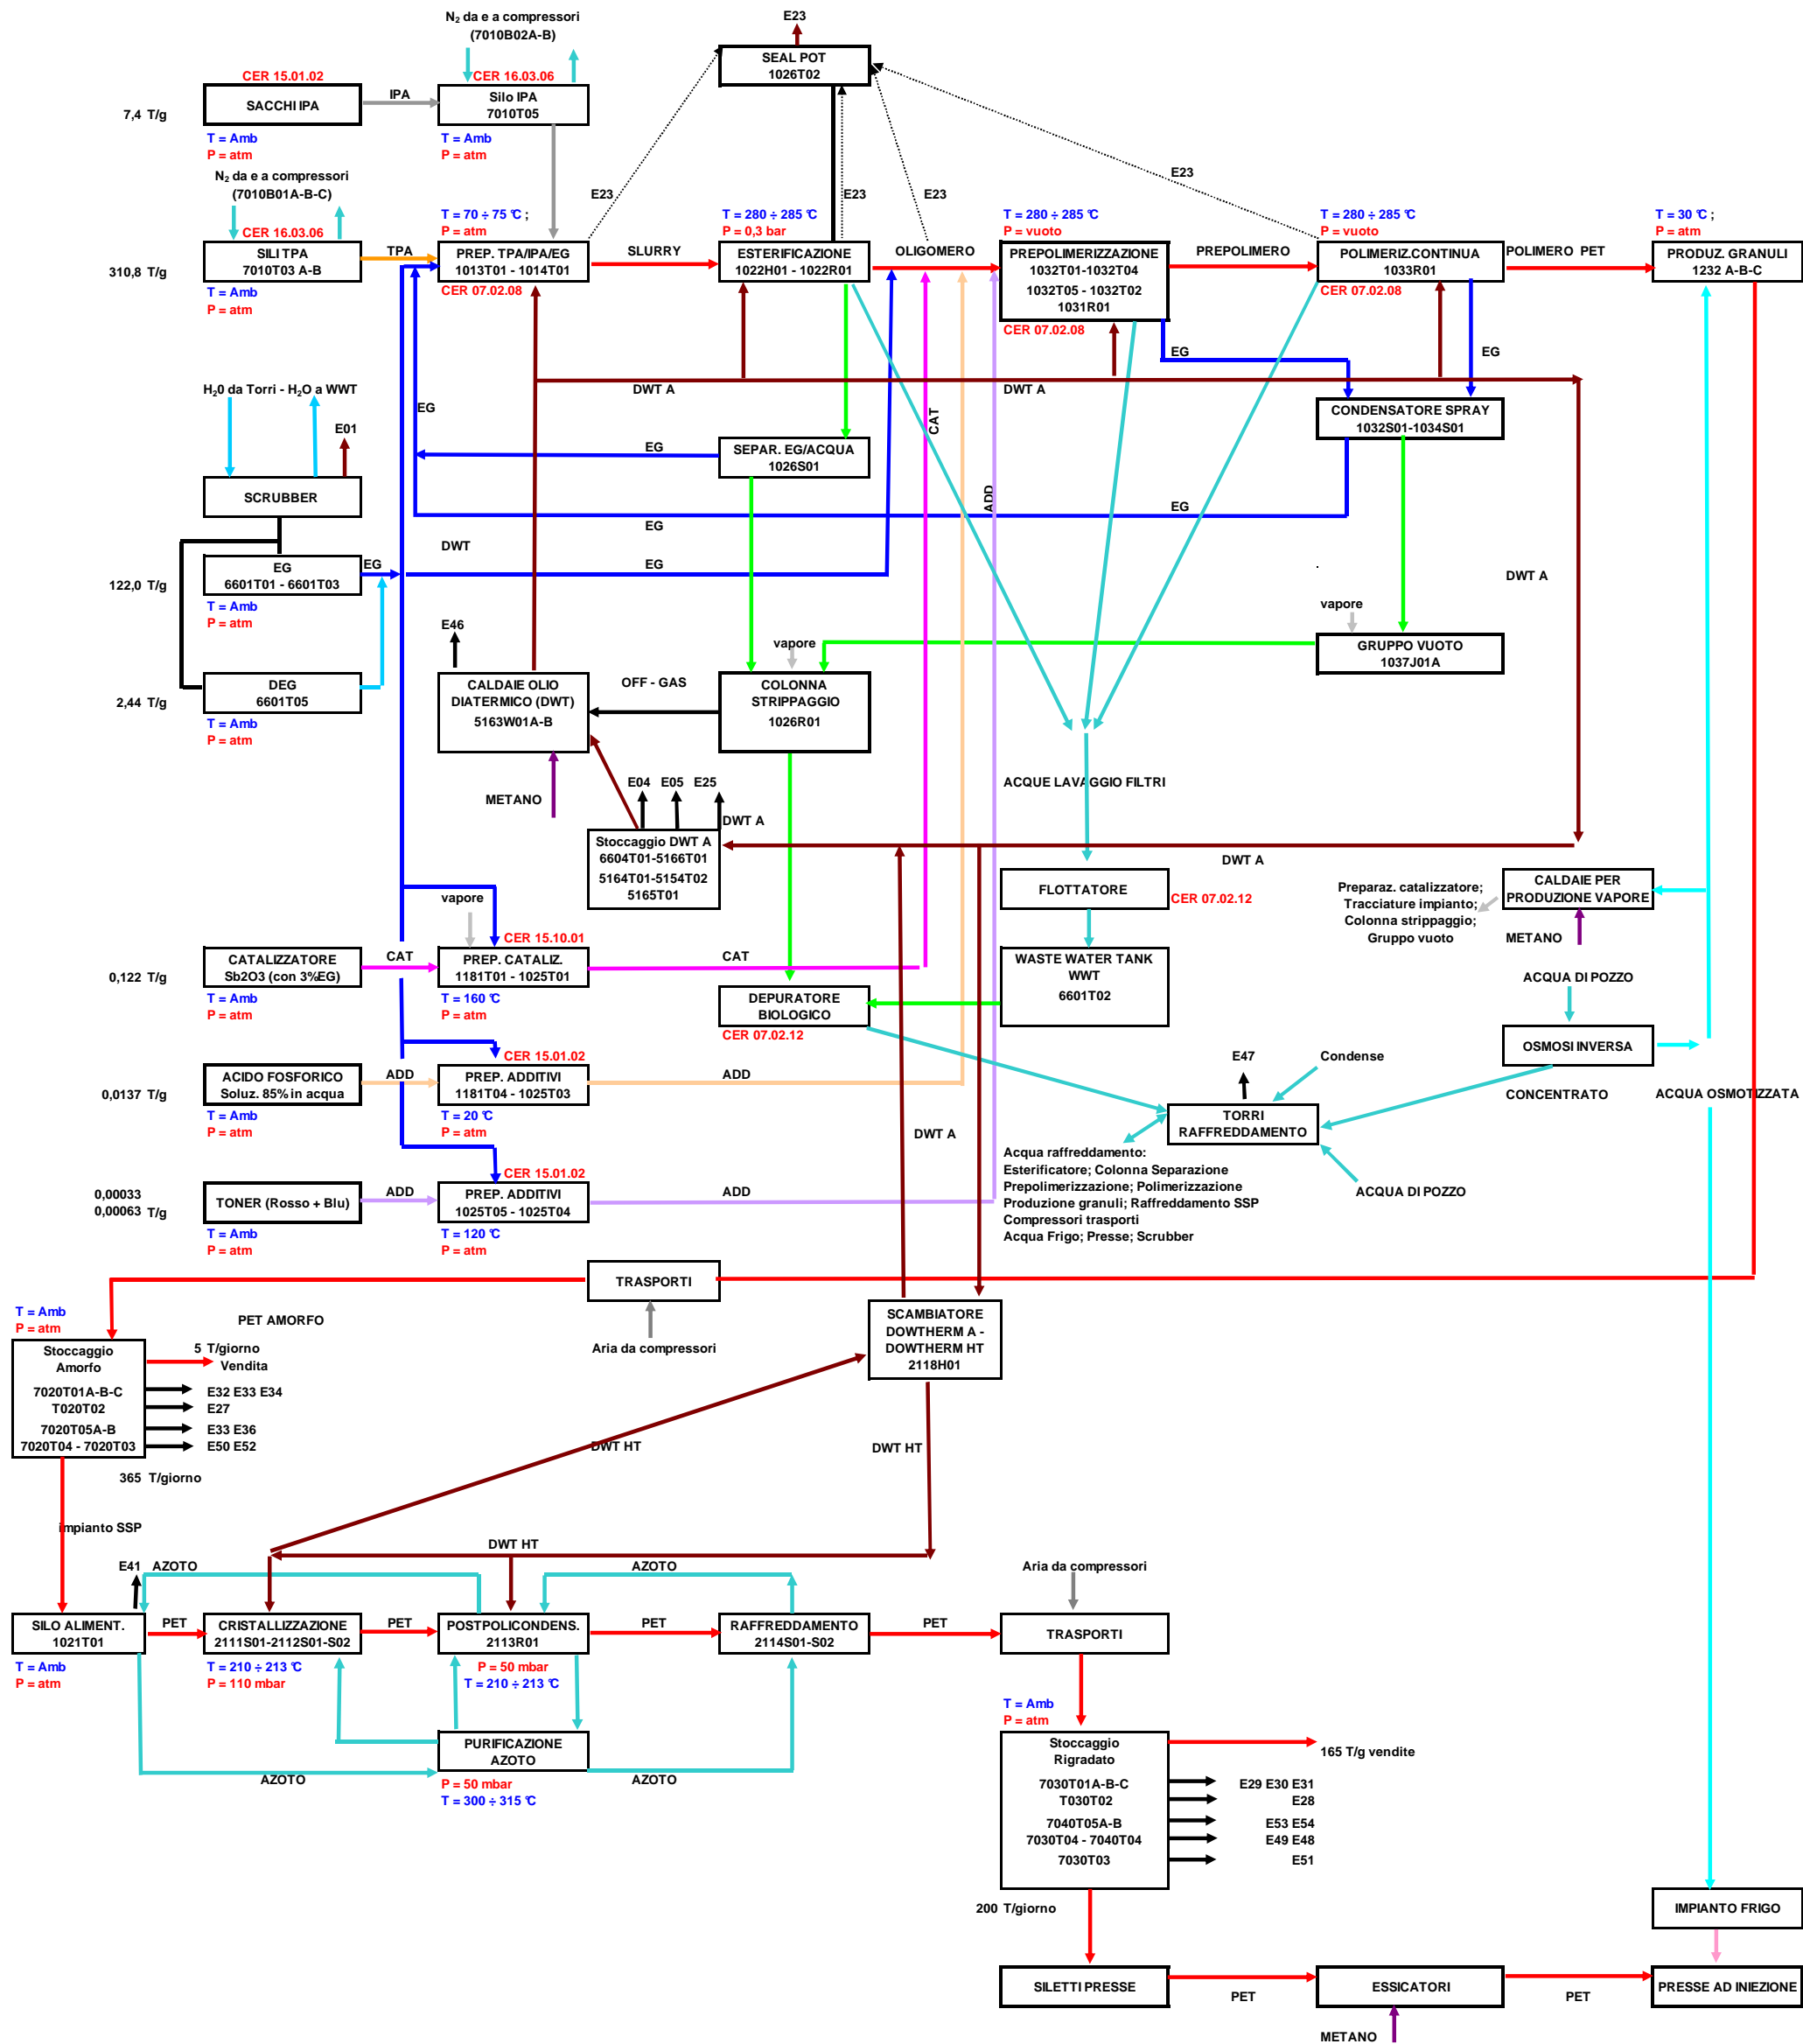 N2 da e a compressori
(7010B02A-B)
E23
SEAL POT
1026T02
CER 15.01.02
CER 16.03.06
SACCHI IPA
IPA
Silo IPA
7010T05
7,4 T/g
T = Amb
P = atm
T = Amb
P = atm
N2 da e a compressori
(7010B01A-B-C)
E23
E23
E23
E23
CER 16.03.06
T = 70 ÷ 75 °C ;
P = atm
T = 280 ÷ 285 °C
P = 0,3 bar
T = 280 ÷ 285 °C
P = vuoto
T = 280 ÷ 285 °C
P = vuoto
T = 30 °C ;
P = atm
310,8 T/g
SILI TPA
7010T03 A-B
TPA
PREP. TPA/IPA/EG
1013T01 - 1014T01
SLURRY
ESTERIFICAZIONE
1022H01 - 1022R01
OLIGOMERO
PREPOLIMERIZZAZIONE
1032T01-1032T04
1032T05 - 1032T02
1031R01
PREPOLIMERO
POLIMERIZ.CONTINUA
1033R01
POLIMERO PET
PRODUZ. GRANULI
1232 A-B-C
T = Amb
P = atm
CER 07.02.08
CER 07.02.08
CER 07.02.08
EG
EG
DWT A
DWT A
H20 da Torri - H2O a WWT
E01
EG
CAT
CONDENSATORE SPRAY
1032S01-1034S01
EG
SEPAR. EG/ACQUA
1026S01
SCRUBBER
ADD
EG
EG
DWT
EG
6601T01 - 6601T03
EG
EG
122,0 T/g
T = Amb
P = atm
DWT A
vapore
E46
vapore
GRUPPO VUOTO
1037J01A
DEG
6601T05
2,44 T/g
T = Amb
P = atm
CALDAIE OLIO
DIATERMICO (DWT)
5163W01A-B
OFF - GAS
COLONNA
STRIPPAGGIO
1026R01
METANO
E04
E05
E25
ACQUE LAVAGGIO FILTRI
DWT A
Stoccaggio DWT A
6604T01-5166T01
5164T01-5154T02
5165T01
DWT A
FLOTTATORE
CER 07.02.12
Preparaz. catalizzatore;
Tracciature impianto;
Colonna strippaggio;
Gruppo vuoto
CALDAIE PER
PRODUZIONE VAPORE
METANO
vapore
CER 15.10.01
CATALIZZATORE
Sb2O3 (con 3%EG)
CAT
PREP. CATALIZ.
1181T01 - 1025T01
CAT
0,122 T/g
T = Amb
P = atm
T = 160 °C
P = atm
WASTE WATER TANK
WWT
6601T02
ACQUA DI POZZO
DEPURATORE
BIOLOGICO
CER 07.02.12
OSMOSI INVERSA
CER 15.01.02
E47
Condense
ACIDO FOSFORICO
Soluz. 85% in acqua
ADD
PREP. ADDITIVI
1181T04 - 1025T03
ADD
0,0137 T/g
T = Amb
P = atm
T = 20 °C
P = atm
CONCENTRATO
ACQUA OSMOTIZZATA
TORRI
RAFFREDDAMENTO
DWT A
DWT A
Acqua raffreddamento:
Esterificatore; Colonna Separazione
Prepolimerizzazione; Polimerizzazione
Produzione granuli; Raffreddamento SSP
Compressori trasporti
Acqua Frigo; Presse; Scrubber
ACQUA DI POZZO
CER 15.01.02
0,00033
0,00063 T/g
TONER (Rosso + Blu)
ADD
PREP. ADDITIVI
1025T05 - 1025T04
ADD
T = Amb
P = atm
T = 120 °C
P = atm
TRASPORTI
Aria da compressori
T = Amb
P = atm
PET AMORFO
SCAMBIATORE
DOWTHERM A -
DOWTHERM HT
2118H01
Stoccaggio
Amorfo
7020T01A-B-C
T020T02
7020T05A-B
7020T04 - 7020T03
5 T/giorno
Vendita
E32 E33 E34
E27
E33 E36
E50 E52
365 T/giorno
DWT HT
DWT HT
impianto SSP
DWT HT
E41
AZOTO
AZOTO
Aria da compressori
SILO ALIMENT.
1021T01
PET
CRISTALLIZZAZIONE
2111S01-2112S01-S02
PET
POSTPOLICONDENS.
2113R01
PET
RAFFREDDAMENTO
2114S01-S02
PET
TRASPORTI
T = Amb
P = atm
T = 210 ÷ 213 °C
P = 110 mbar
P = 50 mbar
T = 210 ÷ 213 °C
PURIFICAZIONE
AZOTO
AZOTO
AZOTO
P = 50 mbar
T = 300 ÷ 315 °C
T = Amb
P = atm
Stoccaggio
Rigradato
7030T01A-B-C
T030T02
7040T05A-B
7030T04 - 7040T04
7030T03
165 T/g vendite
E29 E30 E31
E28
E53 E54
E49 E48
E51
200 T/giorno
IMPIANTO FRIGO
SILETTI PRESSE
PET
ESSICATORI
PET
PRESSE AD INIEZIONE
METANO